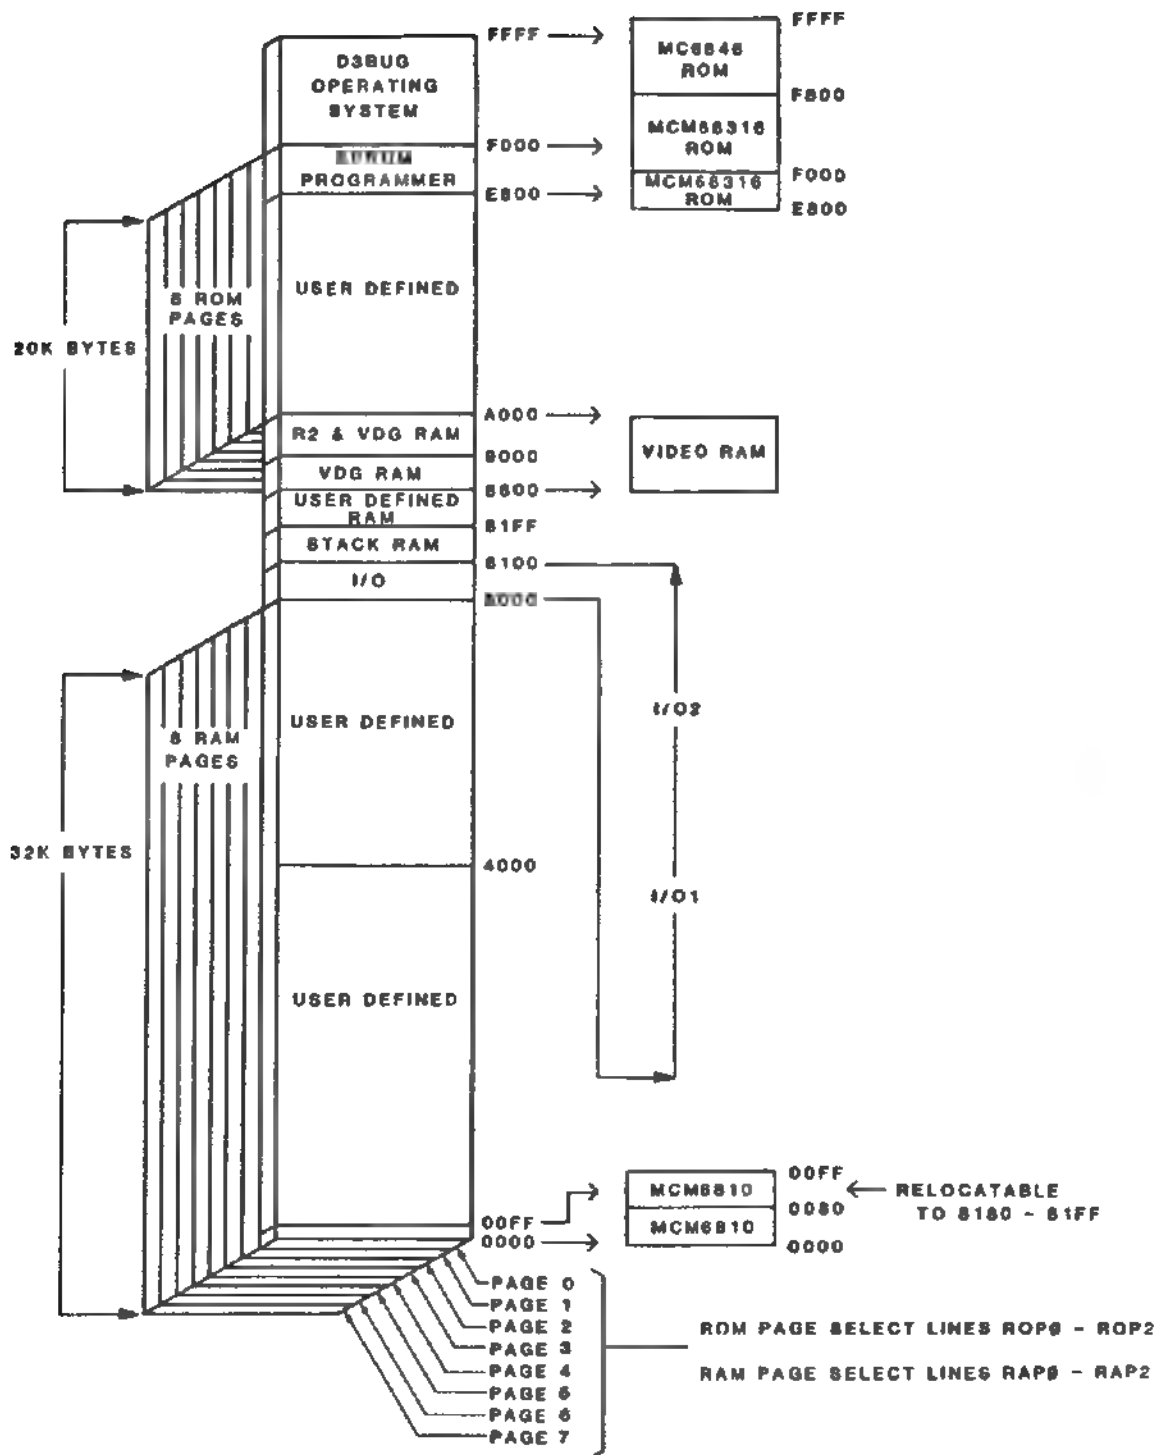 FFFF
D3BUG
OPERATING
SYSTEM
F000
PROGRAMMER
E800
USER DEFINED
8 ROM
PAGES
20K BYTES
A000
R2 & VDG RAM
9000
VDG RAM
8800
USER DEFINED
RAM
81FF
STACK RAM
8100
I/O
USER DEFINED
8 RAM
PAGES
32K BYTES
4000
USER DEFINED
00FF
0000
FFFF
MC6846
ROM
F800
MCM68316
ROM
F000
MCM68316
ROM
E800
VIDEO RAM
I/O2
I/O1
00FF
MCM6810
RELOCATABLE
TO 8180 - 81FF
0080
MCM6810
0000
PAGE 0
PAGE 1
PAGE 2
PAGE 3
PAGE 4
PAGE 5
PAGE 6
PAGE 7
ROM PAGE SELECT LINES ROP0 - ROP2
RAM PAGE SELECT LINES RAP0 - RAP2